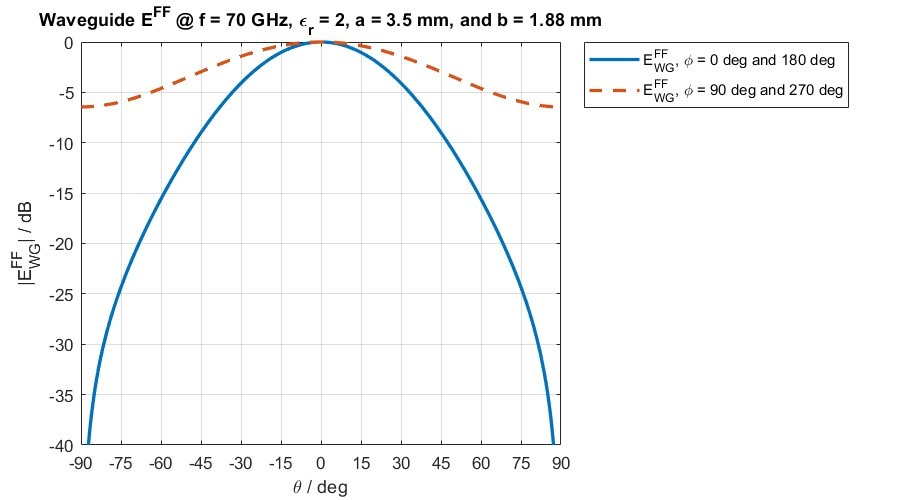 Waveguide E^FF @ f = 70 GHz, ϵ_r = 2, a = 3.5 mm, and b = 1.88 mm
E^FF_WG, ϕ = 0 deg and 180 deg
E^FF_WG, ϕ = 90 deg and 270 deg
|E^FF_WG| / dB
0
-5
-10
-15
-20
-25
-30
-35
-40
-90 -75 -60 -45 -30 -15 0 15 30 45 60 75 90
θ / deg